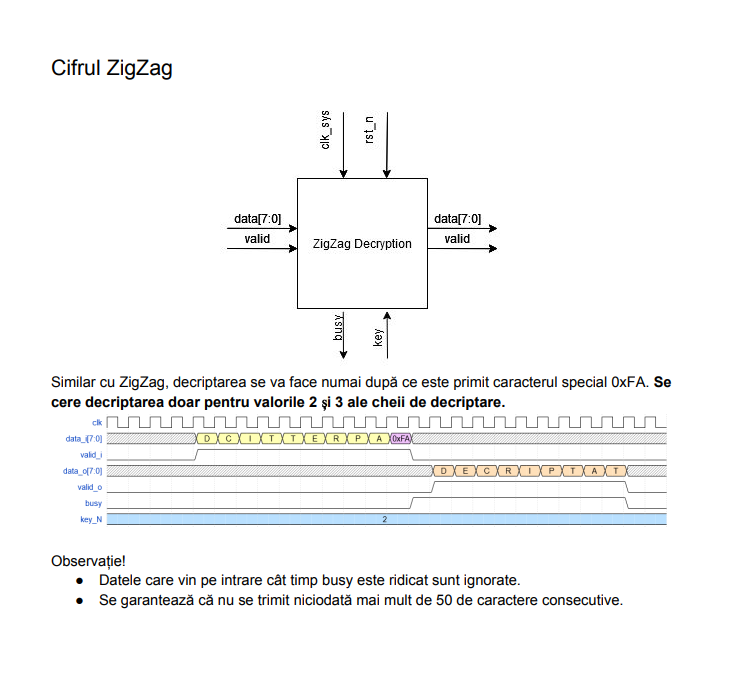 Cifrul ZigZag
clk_sys
rst_n
data[7:0]
valid
ZigZag Decryption
data[7:0]
valid
busy
key
Similar cu ZigZag, decriptarea se va face numai după ce este primit caracterul special 0xFA. Se
cere decriptarea doar pentru valorile 2 și 3 ale cheii de decriptare.
clk
data_i[7:0] D C I T T E R P A 0xFA
valid_i
data_o[7:0] D E C R I P T A T
valid_o
busy
key_N 2
Observație!
● Datele care vin pe intrare cât timp busy este ridicat sunt ignorate.
● Se garantează că nu se trimit niciodată mai mult de 50 de caractere consecutive.